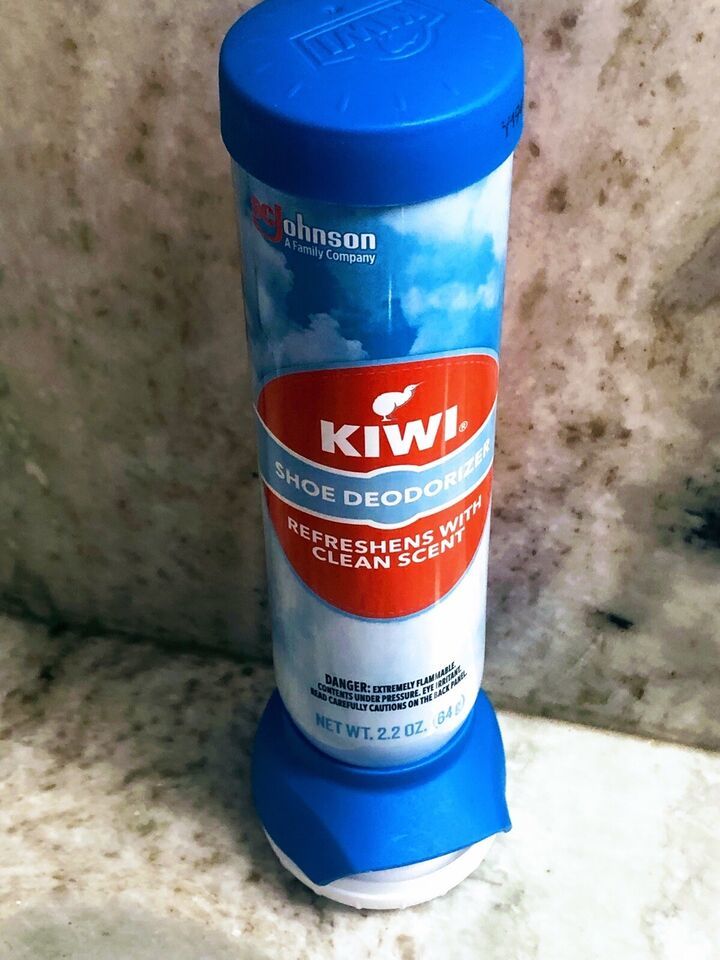 KIWI
SCJohnson
A Family Company
KIWI®
SHOE DEODORIZER
REFRESHENS WITH
CLEAN SCENT
DANGER: EXTREMELY FLAMMABLE.
CONTENTS UNDER PRESSURE. EYE IRRITANT.
READ CAREFULLY CAUTIONS ON THE BACK PANEL.
NET WT. 2.2 OZ. (64 g)